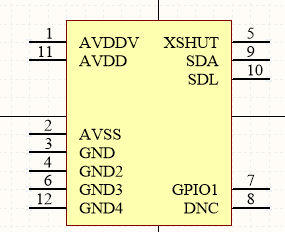 1 AVDDV XSHUT 5
11 AVDD SDA 9
SDL 10
2 AVSS
3 GND
4 GND2
6 GND3 GPIO1 7
12 GND4 DNC 8